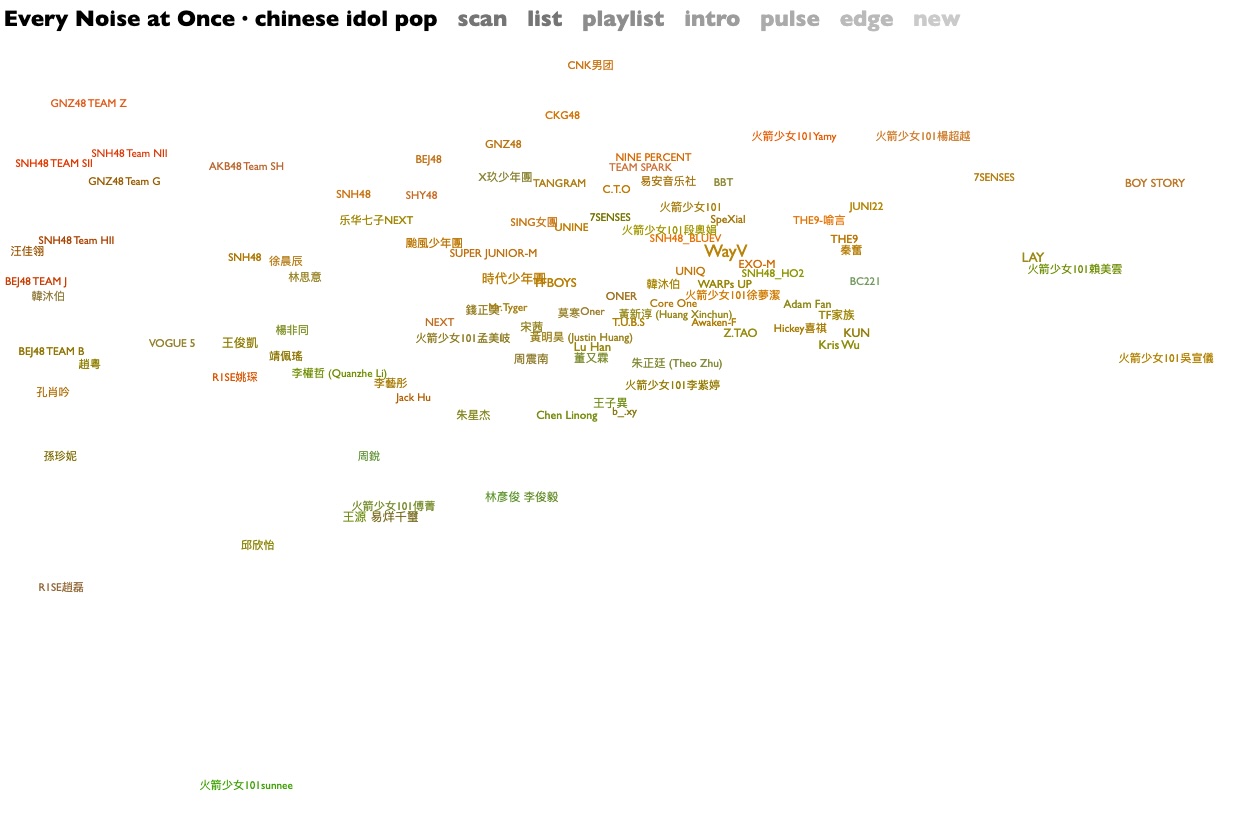 Every Noise at Once · chinese idol pop scan list playlist intro pulse edge new
CNK男团
GNZ48 TEAM Z
CKG48
火箭少女101Yamy 火箭少女101楊超越
GNZ48
SNH48 Team NII
NINE PERCENT
BEJ48
SNH48 TEAM SII
AKB48 Team SH
TEAM SPARK
X玖少年團
7SENSES
GNZ48 Team G
易安音乐社
BBT
TANGRAM
BOY STORY
C.T.O
SNH48
SHY48
火箭少女101
JUNI22
乐华七子NEXT
7SENSES
SpeXial
THE9-喻言
SING女團
UNINE
火箭少女101段奧娟
SNH48_BLUEV
THE9
SNH48 Team HII
颱風少年團
汪佳翎
WayV
秦奮
SUPER JUNIOR-M
SNH48
LAY
徐晨辰
EXO-M
火箭少女101賴美雲
UNIQ
SNH48_HO2
林思意
時代少年團
BEJ48 TEAM J
TFBOYS
韓沐伯
WARPs UP
BC221
韓沐伯
ONER
火箭少女101徐夢潔
Core One
Adam Fan
錢正昊
Mr.Tyger
莫寒Oner
黃新淳 (Huang Xinchun)
TF家族
NEXT
宋茜
T.U.B.S
Awaken-F
楊非同
Hickey喜祺
Z.TAO
KUN
火箭少女101孟美岐
黃明昊 (Justin Huang)
VOGUE 5
王俊凱
Lu Han
Kris Wu
BEJ48 TEAM B
靖佩瑤
周震南
董又霖
火箭少女101吳宣儀
趙粵
朱正廷 (Theo Zhu)
R1SE姚琛
李權哲 (Quanzhe Li)
李藝彤
火箭少女101李紫婷
孔肖吟
Jack Hu
王子異
朱星杰
Chen Linong
b_.xy
孫珍妮
周銳
林彥俊 李俊毅
火箭少女101傅菁
王源 易烊千璽
邱欣怡
R1SE趙磊
火箭少女101sunnee